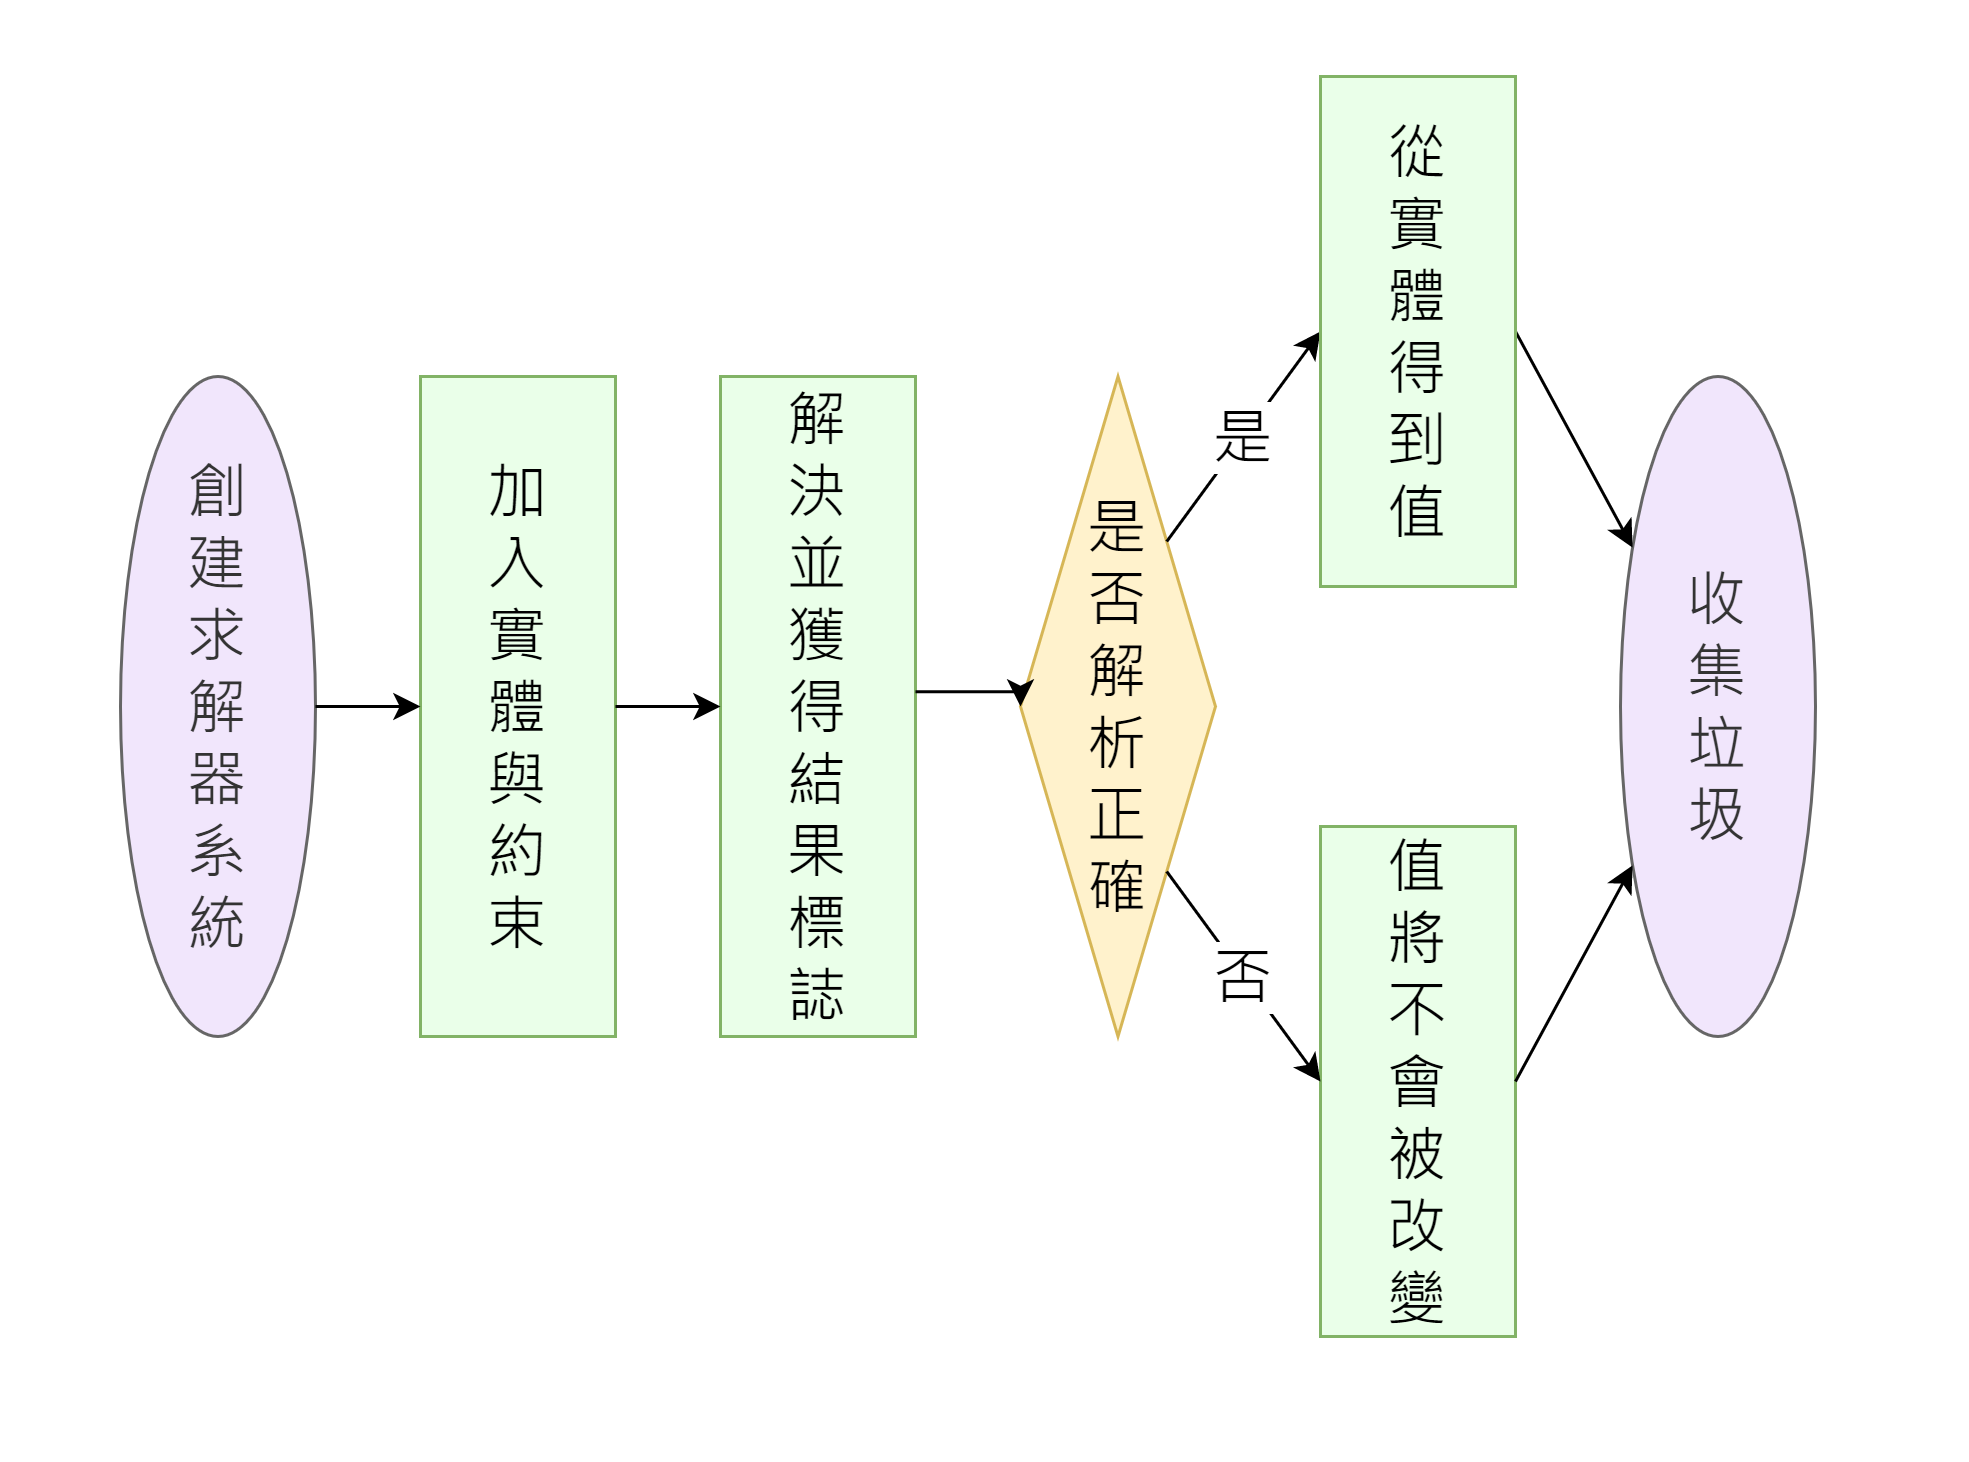 創建求解器系統
加入實體與約束
解決並獲得結果標誌
是否解析正確
是
從實體得到值
否
值將不會被改變
收集垃圾